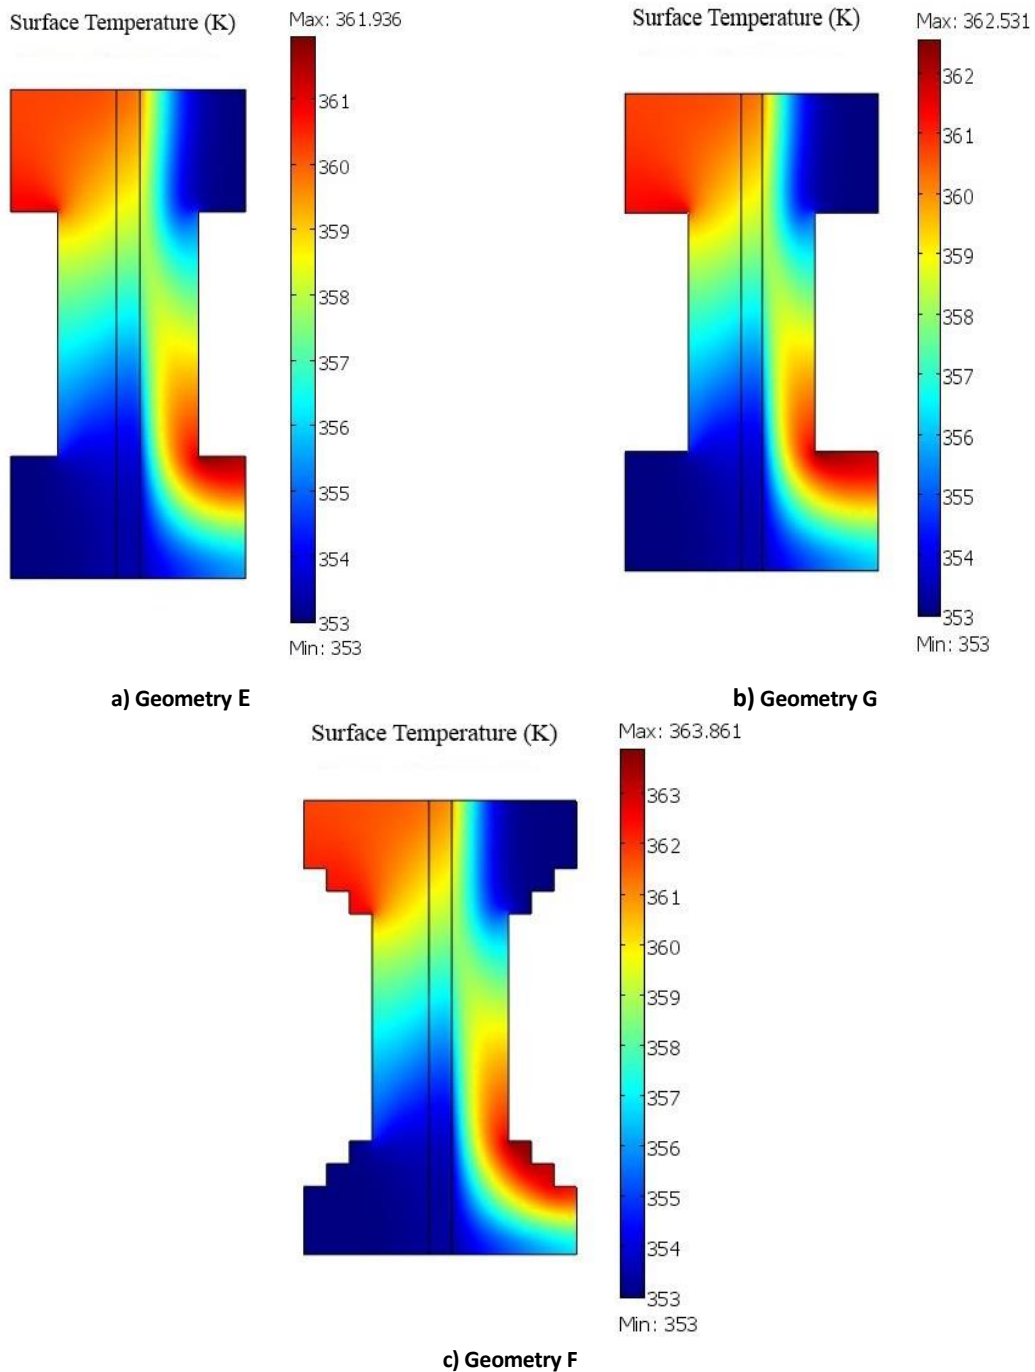 Surface Temperature (K)
Max: 361.936
361
360
359
358
357
356
355
354
353
Min: 353
a) Geometry E
Surface Temperature (K)
Max: 362.531
362
361
360
359
358
357
356
355
354
353
Min: 353
b) Geometry G
Surface Temperature (K)
Max: 363.861
363
362
361
360
359
358
357
356
355
354
353
Min: 353
c) Geometry F